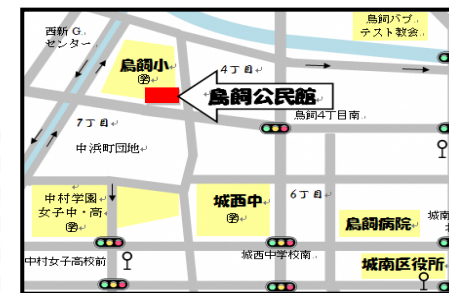 西新G.
センター
鳥飼バプ
テスト教会
鳥飼小
㊫
4丁目
鳥飼公民館
鳥飼4丁目南
7丁目
中浜町団地
中村学園
女子中・高
㊫
城西中
㊫
6丁目
鳥飼病院
城南
中村女子高校前
城西中学校南
城南区役所